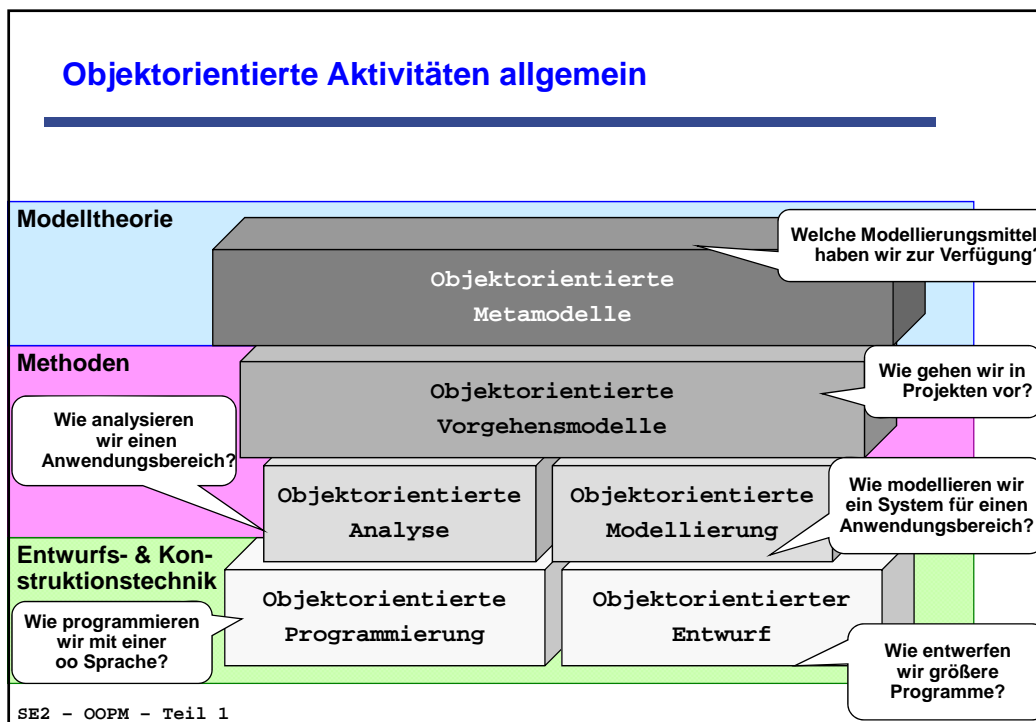 Objektorientierte Aktivitäten allgemein
Modelltheorie
Welche Modellierungsmittel
haben wir zur Verfügung?
Objektorientierte
Metamodelle
Methoden
Wie gehen wir in
Projekten vor?
Objektorientierte
Vorgehensmodelle
Wie analysieren
wir einen
Anwendungsbereich?
Objektorientierte
Analyse
Objektorientierte
Modellierung
Wie modellieren wir
ein System für einen
Anwendungsbereich?
Entwurfs- & Kon-
struktionstechnik
Objektorientierte
Programmierung
Objektorientierter
Entwurf
Wie programmieren
wir mit einer
oo Sprache?
Wie entwerfen
wir größere
Programme?
SE2 – OOPM – Teil 1